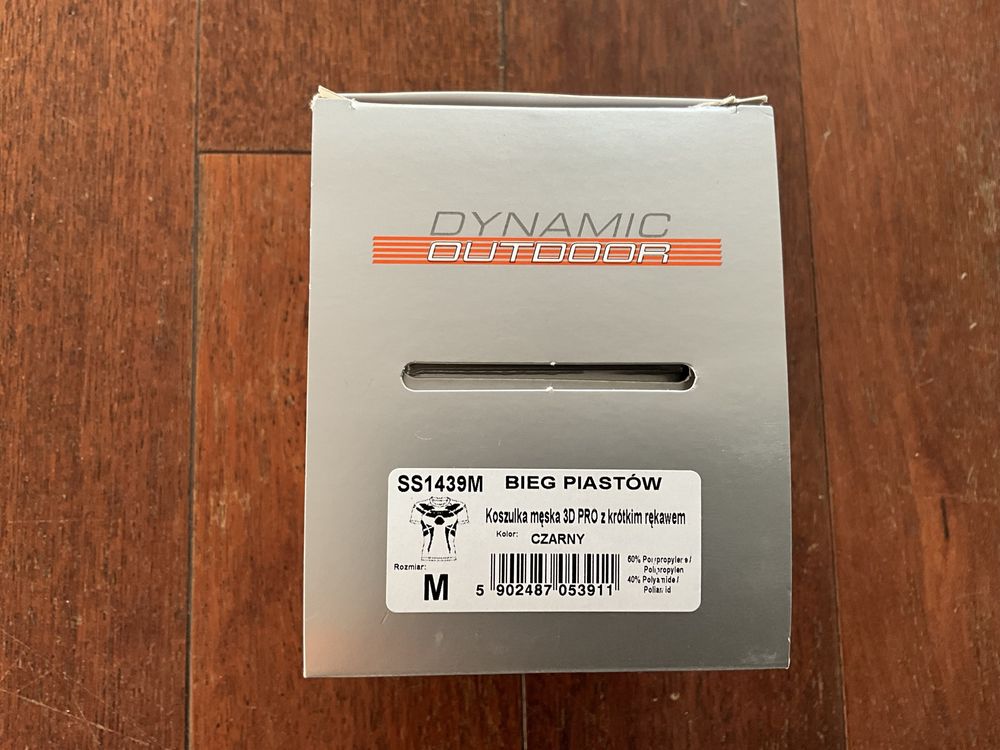 DYNAMIC
OUTDOOR
SS1439M BIEG PIASTÓW
Koszulka męska 3D PRO z krótkim rękawem
Kolor: CZARNY
Rozmiar:
M
5 902487 053911
60% Polypropylene /
Polipropylen
40% Polyamide /
Poliamid